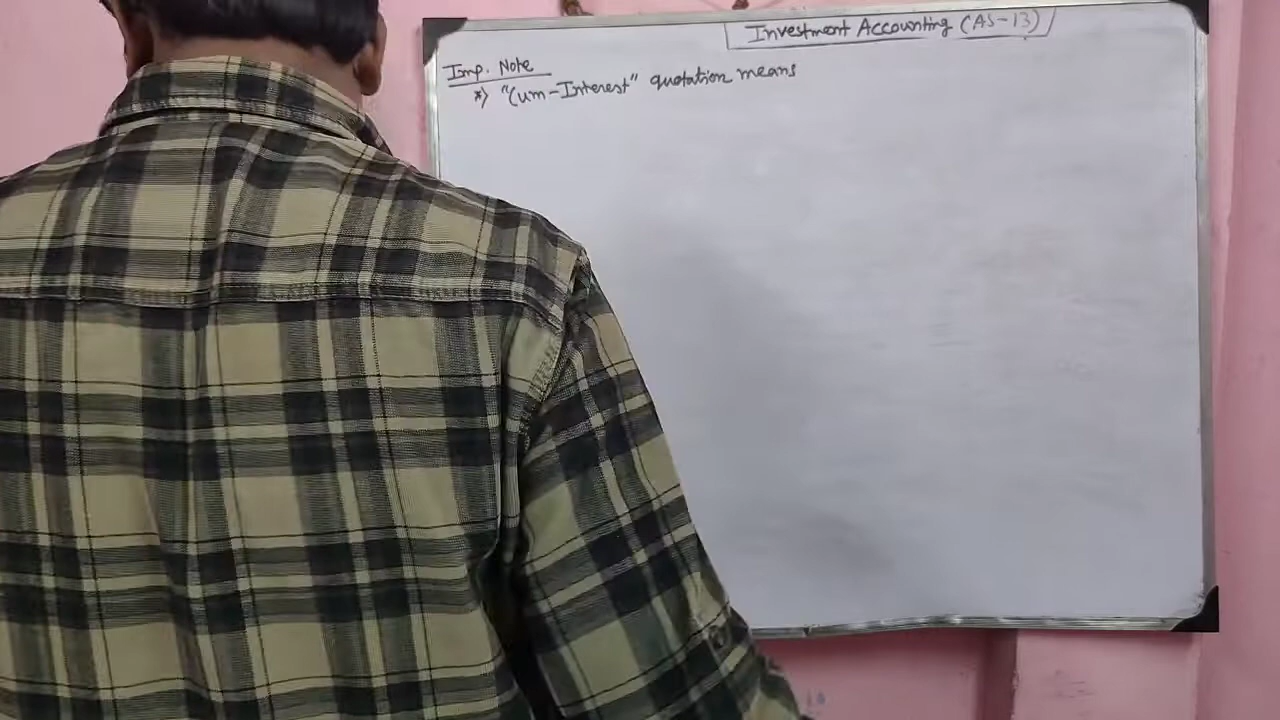 Investment Accounting (AS-13)
Imp. Note
*) "Cum-Interest" quotation means